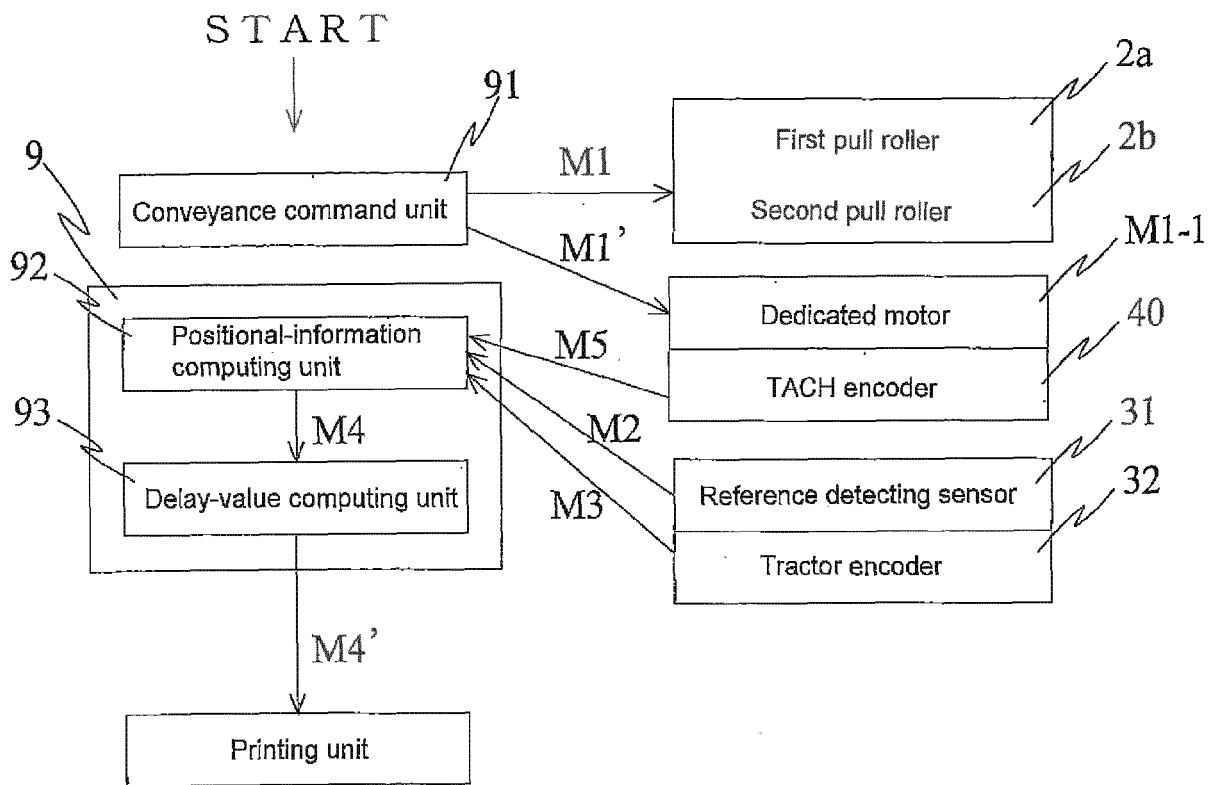 START
91
2a
9
M1
First pull roller
2b
Conveyance command unit
Second pull roller
M1'
M1-1
92
Dedicated motor
40
Positional-information
computing unit
M5
TACH encoder
M4
M2
31
93
Reference detecting sensor
Delay-value computing unit
M3
32
Tractor encoder
M4'
Printing unit